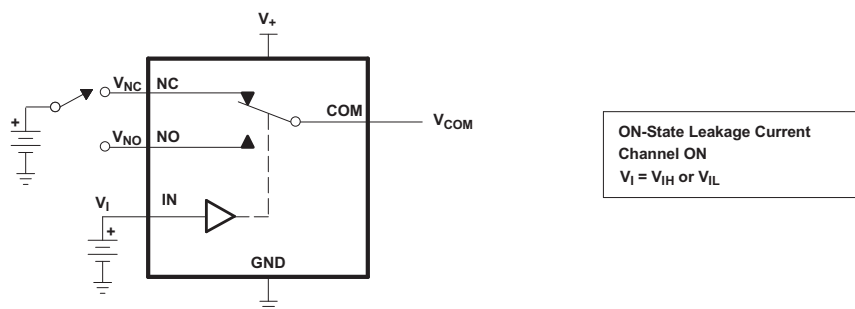 V+
VNC NC
COM VCOM
VNO NO
VI IN
GND
+
+
ON-State Leakage Current
Channel ON
VI = VIH or VIL